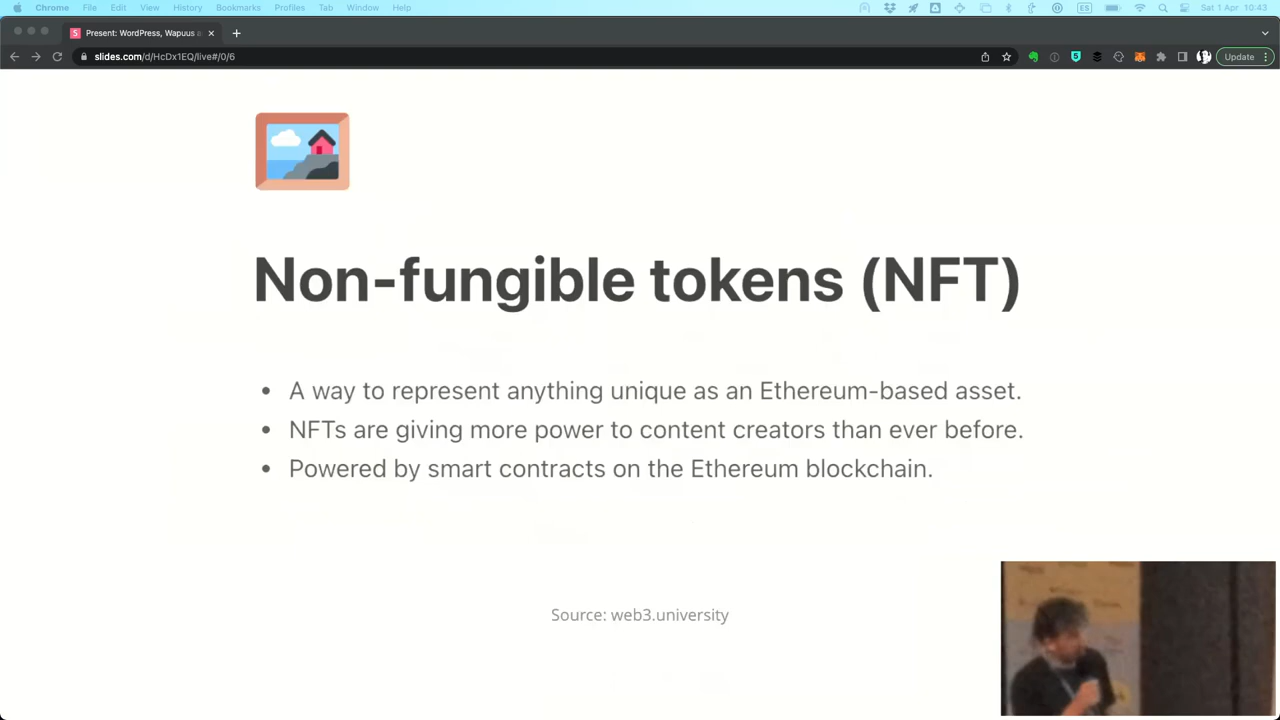 Chrome File Edit View History Bookmarks Profiles Tab Window Help ES Sat 1 Apr 10:43
S Present: WordPress, Wapuus a
slides.com/d/HcDx1EQ/live#/0/6 5 Update
Non-fungible tokens (NFT)
• A way to represent anything unique as an Ethereum-based asset.
• NFTs are giving more power to content creators than ever before.
• Powered by smart contracts on the Ethereum blockchain.
Source: web3.university